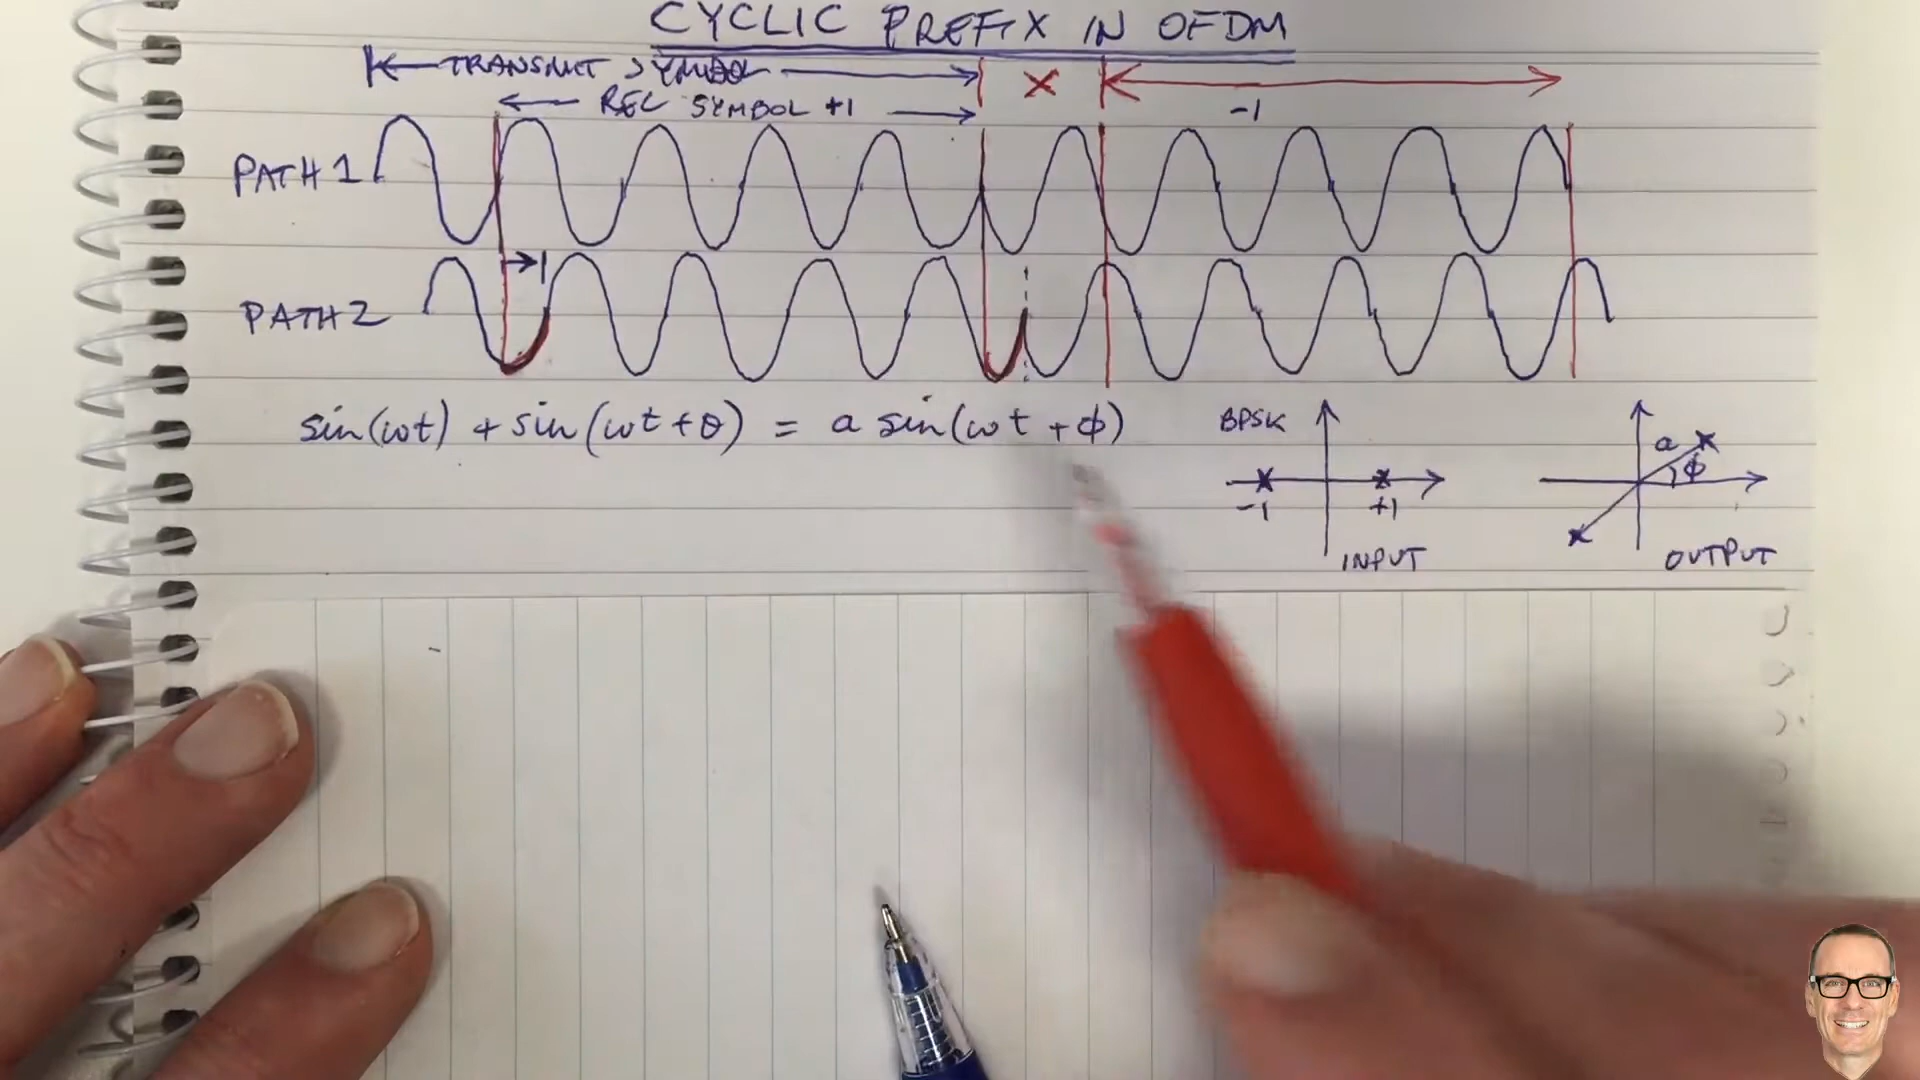 CYCLIC PREFIX IN OFDM
TRANSMIT SYMBOL X
REC SYMBOL +1 -1
PATH 1
PATH 2
sin(ωt) + sin(ωt + θ) = a sin(ωt + ϕ)
BPSK
-1 +1
INPUT
a ϕ
OUTPUT